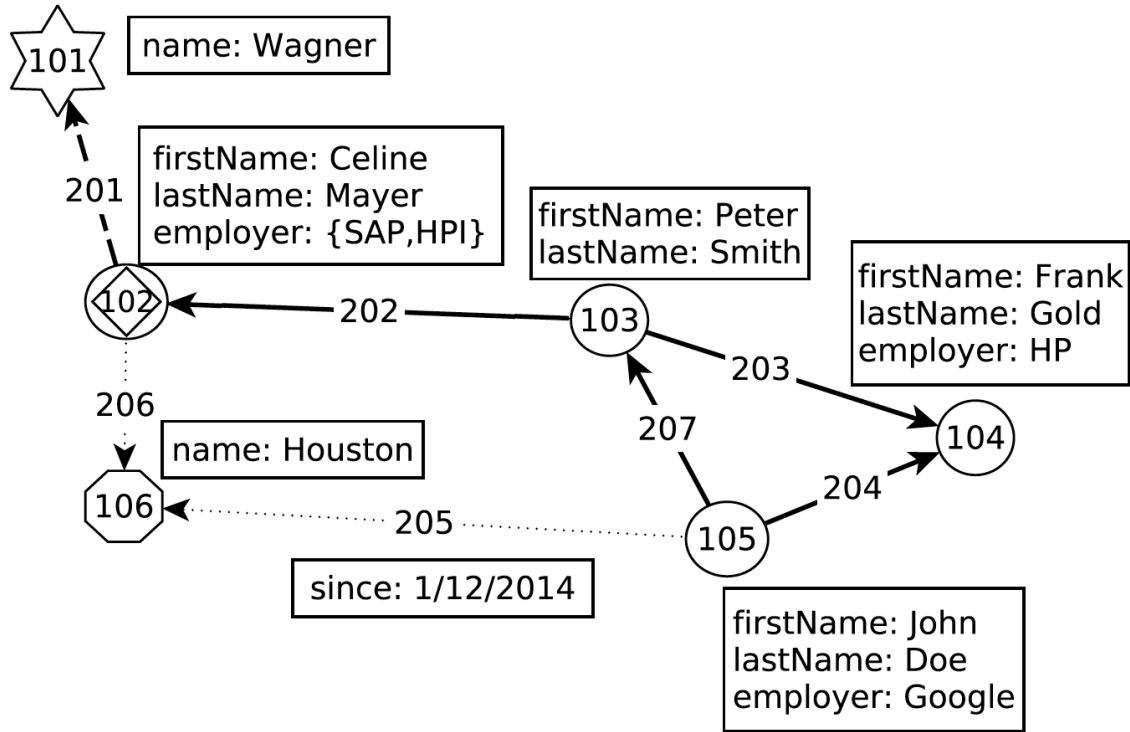 101
name: Wagner
201
firstName: Celine
lastName: Mayer
employer: {SAP,HPI}
102
202
firstName: Peter
lastName: Smith
103
203
firstName: Frank
lastName: Gold
employer: HP
104
206
207
204
name: Houston
106
205
105
since: 1/12/2014
firstName: John
lastName: Doe
employer: Google